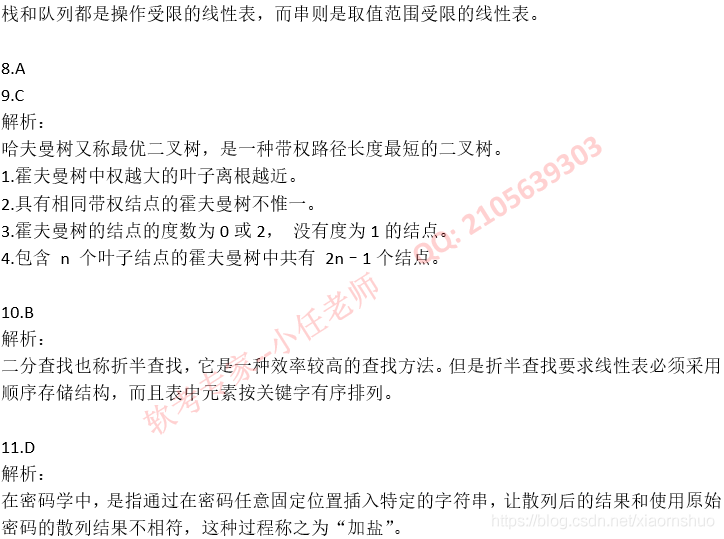 栈和队列都是操作受限的线性表，而串则是取值范围受限的线性表。
8.A
9.C
解析：
哈夫曼树又称最优二叉树，是一种带权路径长度最短的二叉树。
1.霍夫曼树中权越大的叶子离根越近。
2.具有相同带权结点的霍夫曼树不惟一。
3.霍夫曼树的结点的度数为 0 或 2， 没有度为 1 的结点。
4.包含 n 个叶子结点的霍夫曼树中共有 2n–1 个结点。
10.B
解析：
二分查找也称折半查找，它是一种效率较高的查找方法。但是折半查找要求线性表必须采用
顺序存储结构，而且表中元素按关键字有序排列。
11.D
解析：
在密码学中，是指通过在密码任意固定位置插入特定的字符串，让散列后的结果和使用原始
密码的散列结果不相符，这种过程称之为“加盐”。
软考专家--小任老师 QQ: 2105639303
https://blog.csdn.net/xiaomshuo